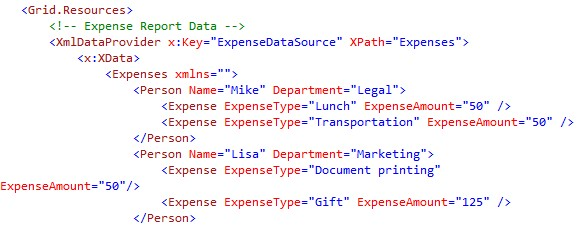 <Grid.Resources>
<!-- Expense Report Data -->
<XmlDataProvider x:Key="ExpenseDataSource" XPath="Expenses">
<x:XData>
<Expenses xmlns="">
<Person Name="Mike" Department="Legal">
<Expense ExpenseType="Lunch" ExpenseAmount="50" />
<Expense ExpenseType="Transportation" ExpenseAmount="50" />
</Person>
<Person Name="Lisa" Department="Marketing">
<Expense ExpenseType="Document printing"
ExpenseAmount="50"/>
<Expense ExpenseType="Gift" ExpenseAmount="125" />
</Person>